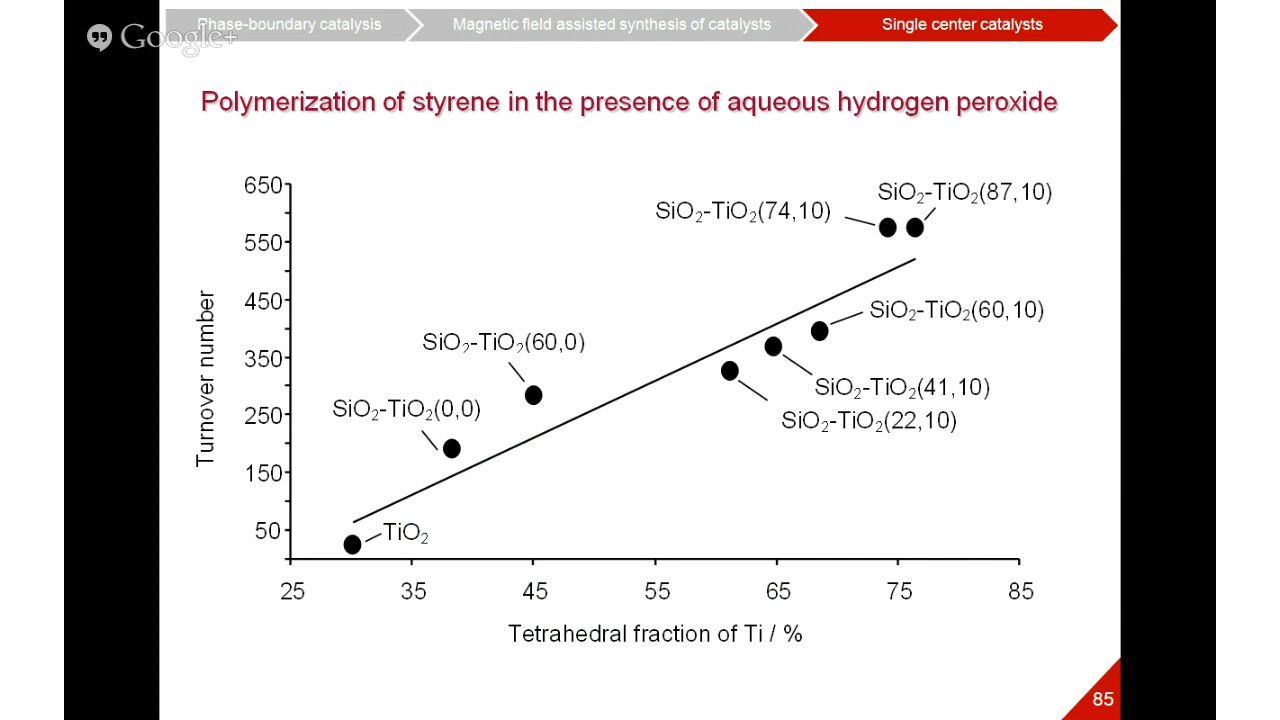 Phase-boundary catalysis
Magnetic field assisted synthesis of catalysts
Single center catalysts
Google+
Polymerization of styrene in the presence of aqueous hydrogen peroxide
650
550
450
350
250
150
50
Turnover number
SiO₂-TiO₂(87,10)
SiO₂-TiO₂(74,10)
SiO₂-TiO₂(60,10)
SiO₂-TiO₂(60,0)
SiO₂-TiO₂(41,10)
SiO₂-TiO₂(0,0)
SiO₂-TiO₂(22,10)
TiO₂
25 35 45 55 65 75 85
Tetrahedral fraction of Ti / %
85